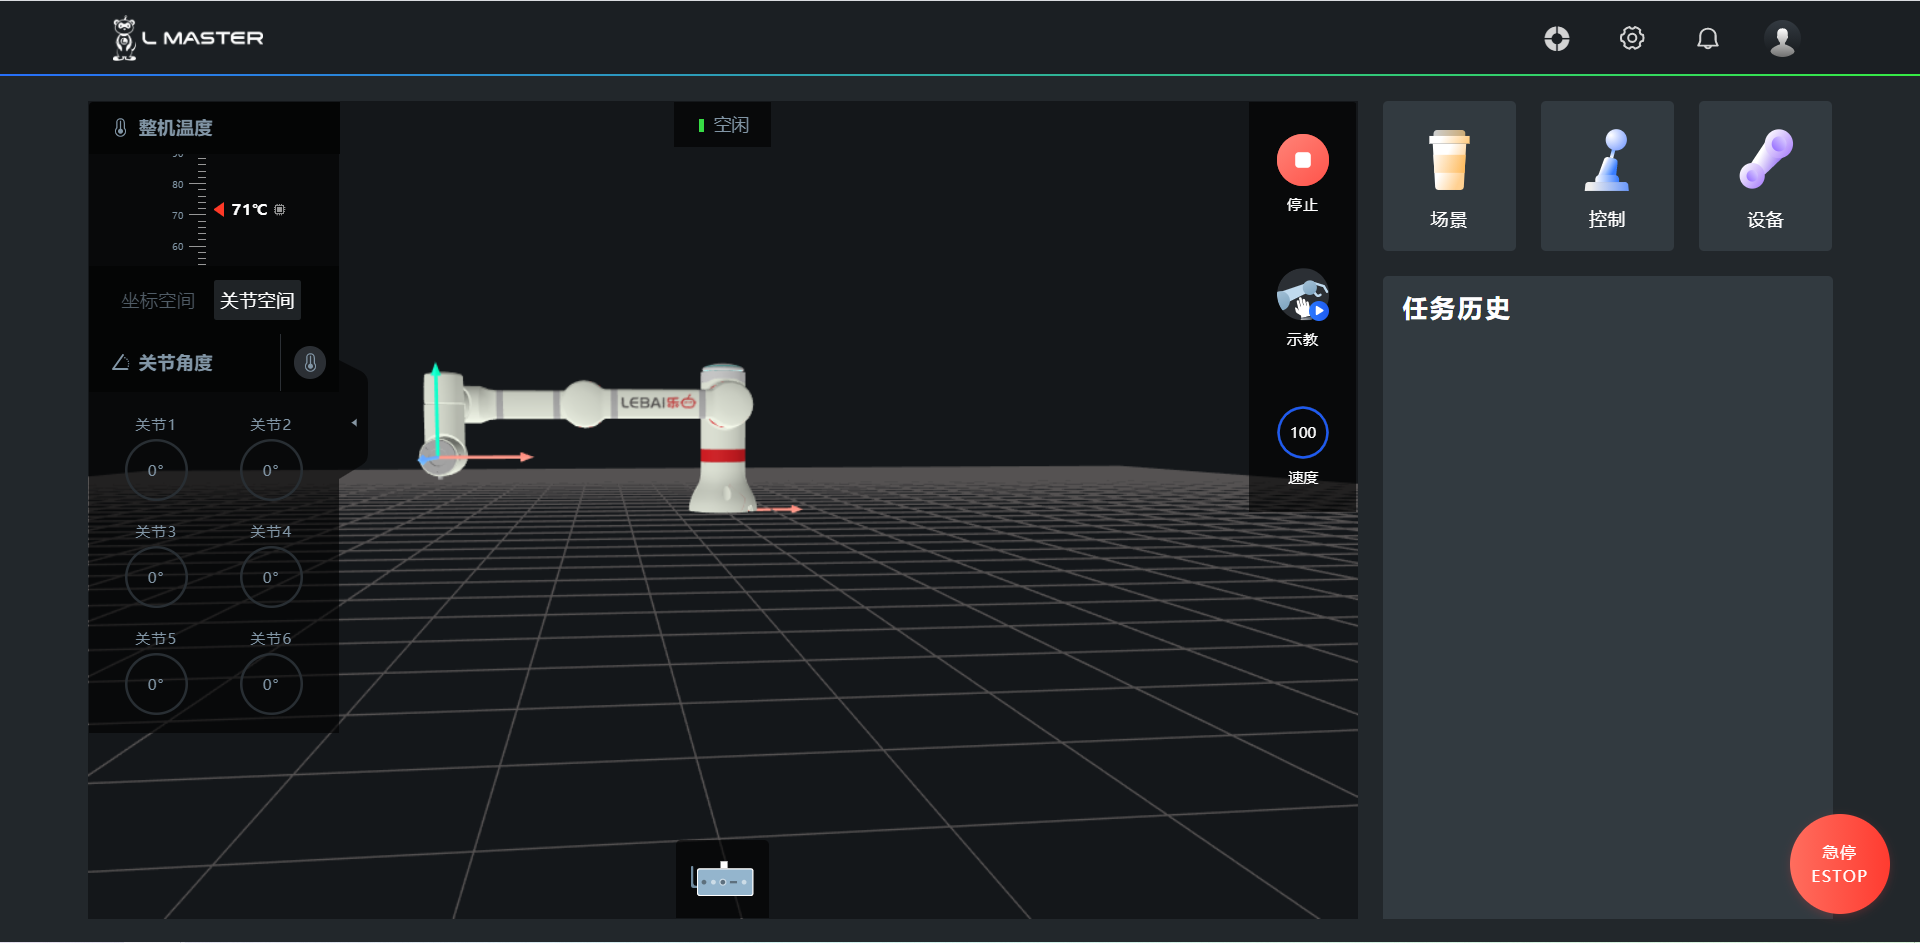 L MASTER
整机温度
空闲
90
80
71℃
70
60
停止
场景
控制
设备
坐标空间
关节空间
任务历史
示教
关节角度
LEBAI乐白
关节1
关节2
0°
0°
100
速度
关节3
关节4
0°
0°
关节5
关节6
0°
0°
急停
ESTOP